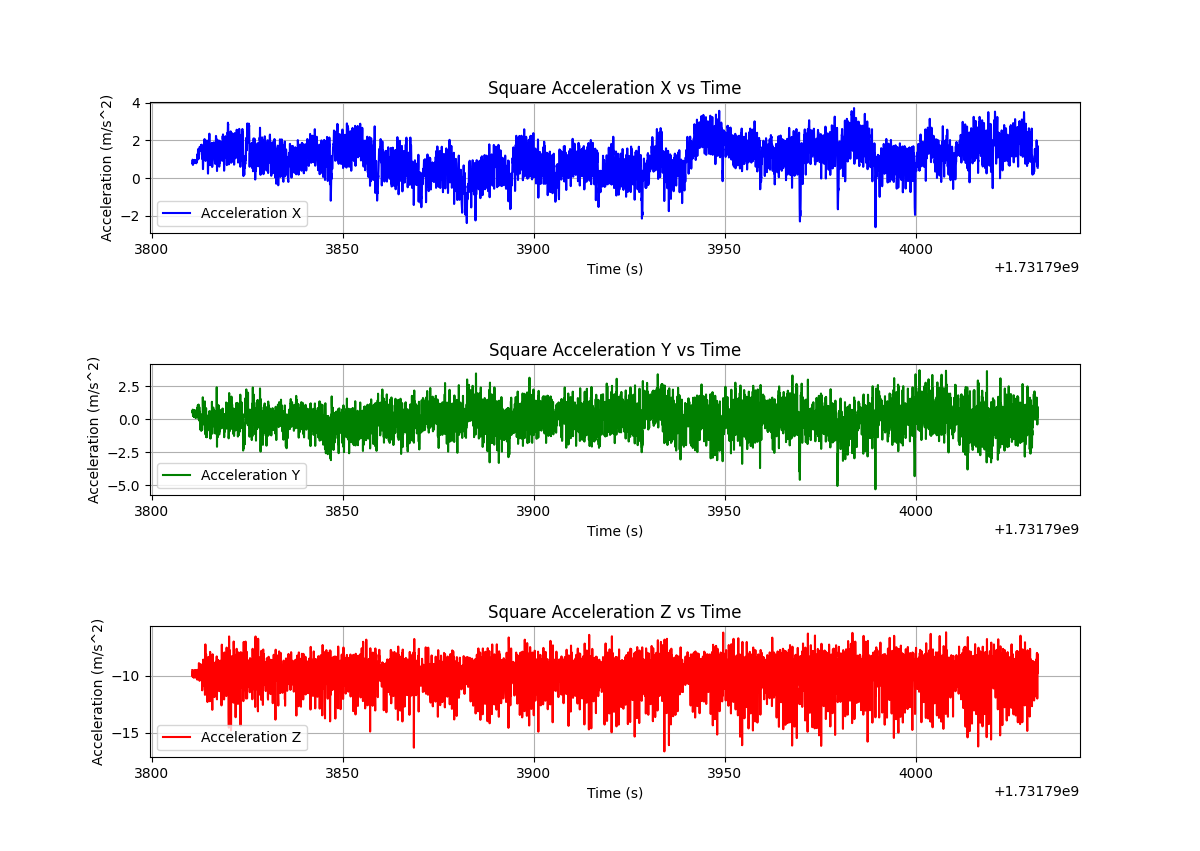 Square Acceleration X vs Time
Acceleration (m/s^2)
4
2
0
−2
Acceleration X
3800 3850 3900 3950 4000
Time (s)
+1.73179e9
Square Acceleration Y vs Time
Acceleration (m/s^2)
2.5
0.0
−2.5
−5.0
Acceleration Y
3800 3850 3900 3950 4000
Time (s)
+1.73179e9
Square Acceleration Z vs Time
Acceleration (m/s^2)
−10
−15
Acceleration Z
3800 3850 3900 3950 4000
Time (s)
+1.73179e9